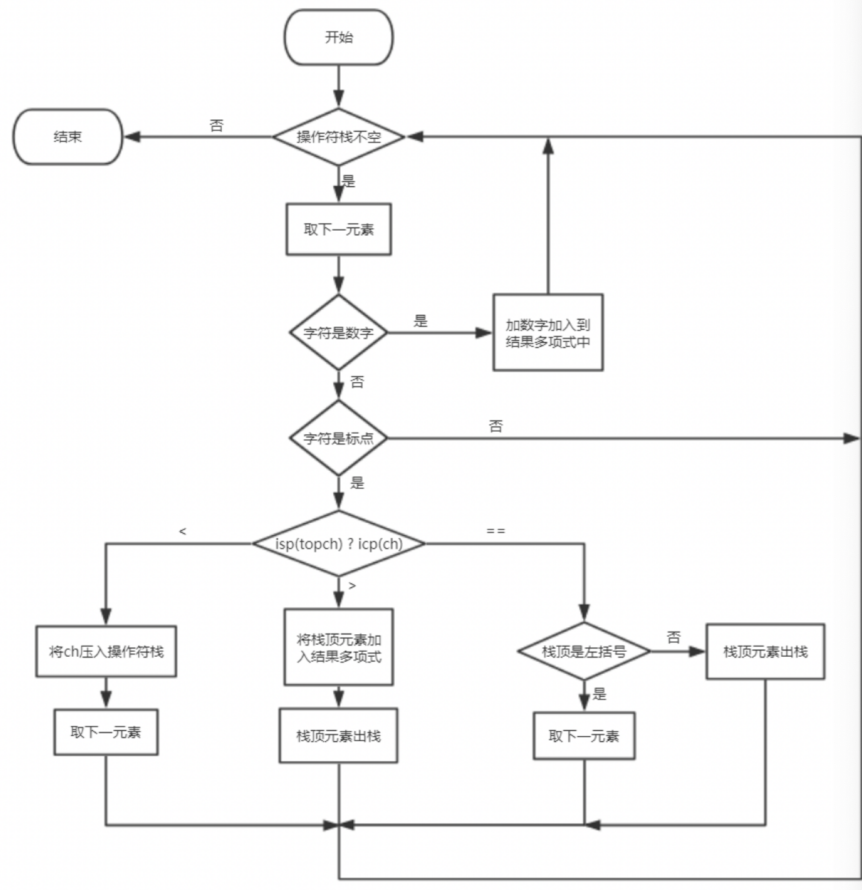 开始
操作符栈不空
否
结束
是
取下一元素
字符是数字
是
加数字加入到
结果多项式中
否
字符是标点
否
是
isp(topch) ? icp(ch)
<
==
>
将ch压入操作符栈
将栈顶元素加
入结果多项式
栈顶是左括号
否
栈顶元素出栈
是
取下一元素
栈顶元素出栈
取下一元素